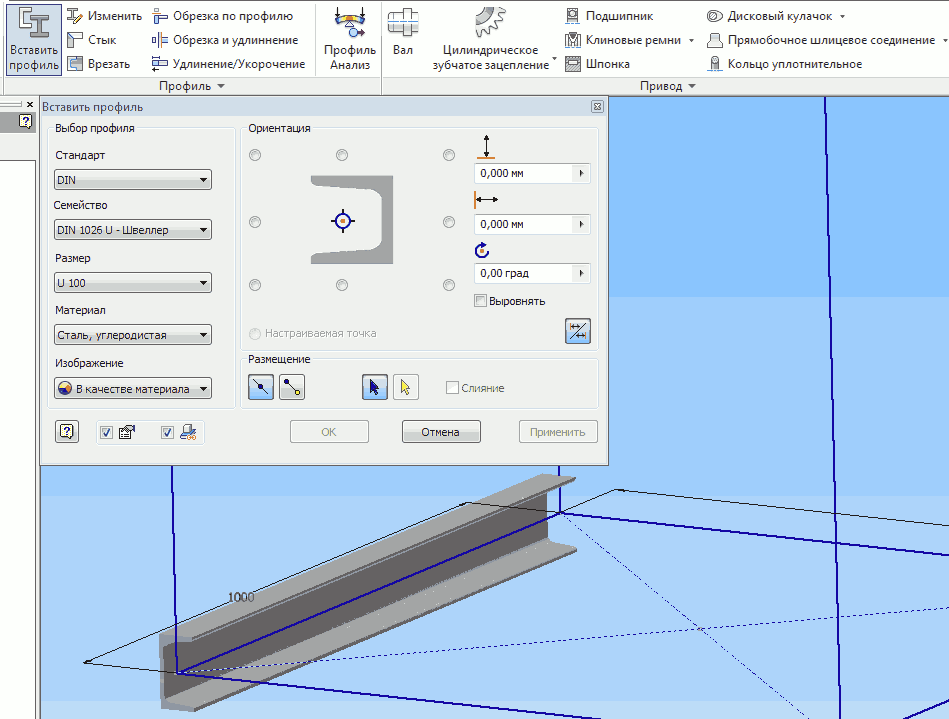 Вставить профиль
Изменить
Стык
Врезать
Обрезка по профилю
Обрезка и удлиннение
Удлинение/Укорочение
Профиль Анализ
Вал
Цилиндрическое зубчатое зацепление
Подшипник
Клиновые ремни
Шпонка
Дисковый кулачок
Прямобочное шлицевое соединение
Кольцо уплотнительное
Профиль
Привод
Вставить профиль
Выбор профиля
Стандарт
DIN
Семейство
DIN 1026 U - Швеллер
Размер
U 100
Материал
Сталь, углеродистая
Изображение
В качестве материала
Ориентация
0,000 мм
0,000 мм
0,00 град
Выровнять
Настраиваемая точка
Размещение
Слияние
ОК
Отмена
Применить
1000